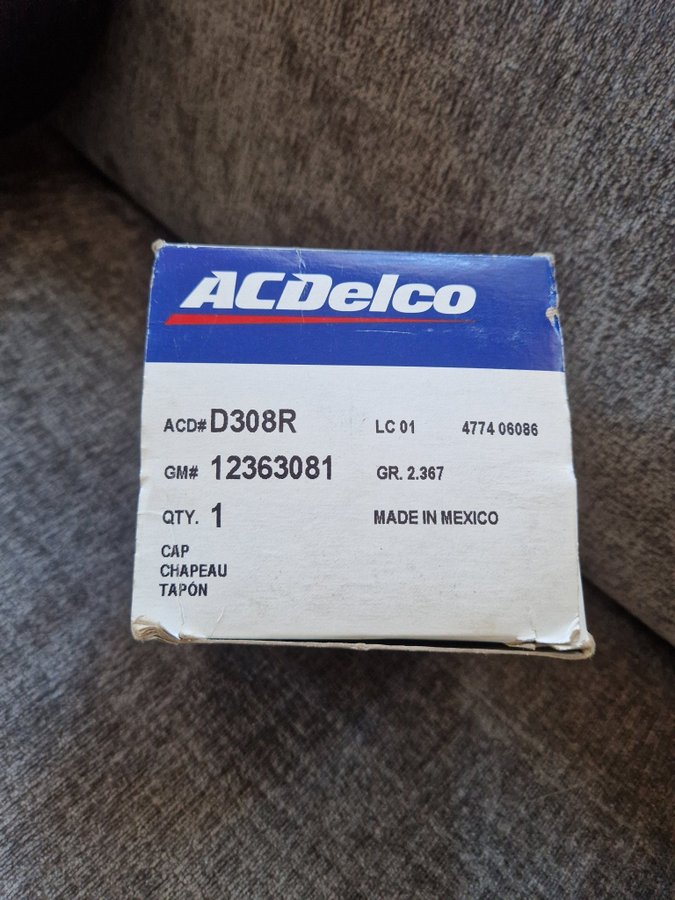 ACDelco
ACD# D308R LC 01 4774 06086
GM# 12363081 GR. 2.367
QTY. 1 MADE IN MEXICO
CAP
CHAPEAU
TAPÓN